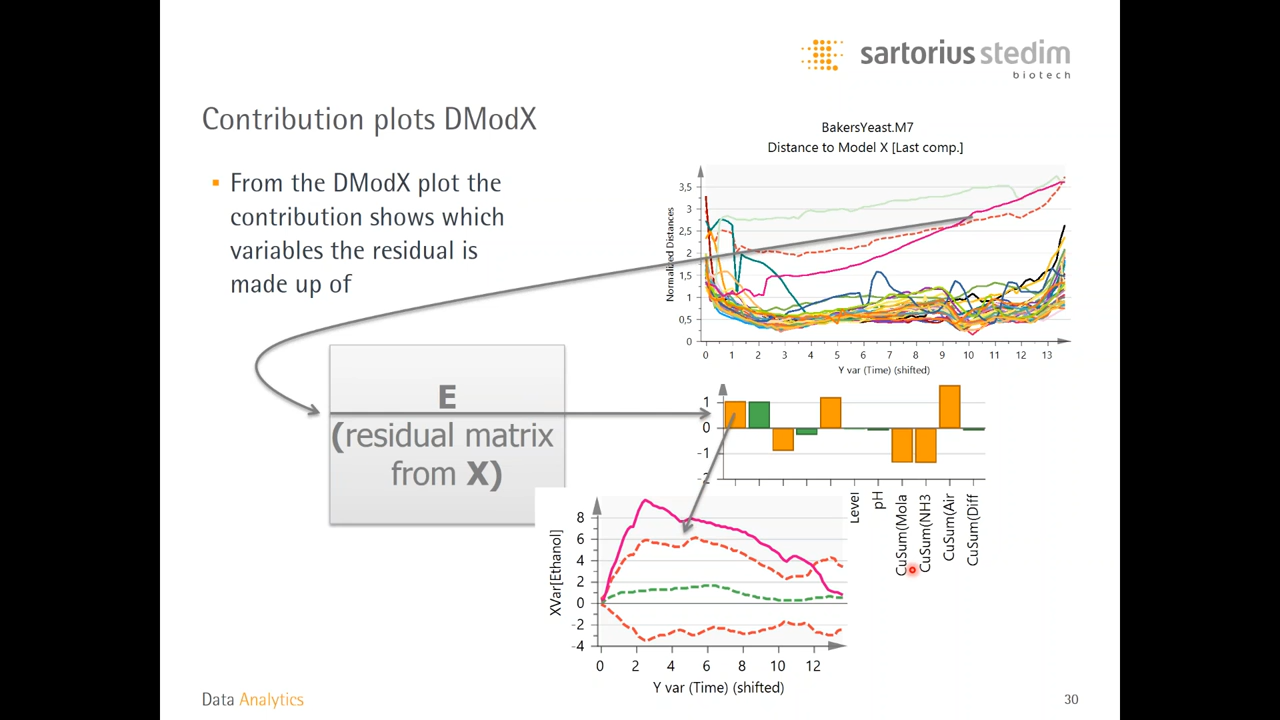 sartorius stedim
biotech
Contribution plots DModX
▪ From the DModX plot the
contribution shows which
variables the residual is
made up of
BakersYeast.M7
Distance to Model X [Last comp.]
Normalized Distances
3,5
3
2,5
2
1,5
1
0,5
0
0 1 2 3 4 5 6 7 8 9 10 11 12 13
Y var (Time) (shifted)
E
(residual matrix
from X)
1
0
-1
-2
Level
pH
CuSum(Mola
CuSum(NH3
CuSum(Air
CuSum(Diff
XVar[Ethanol]
8
6
4
2
0
-2
-4
0 2 4 6 8 10 12
Y var (Time) (shifted)
Data Analytics
30